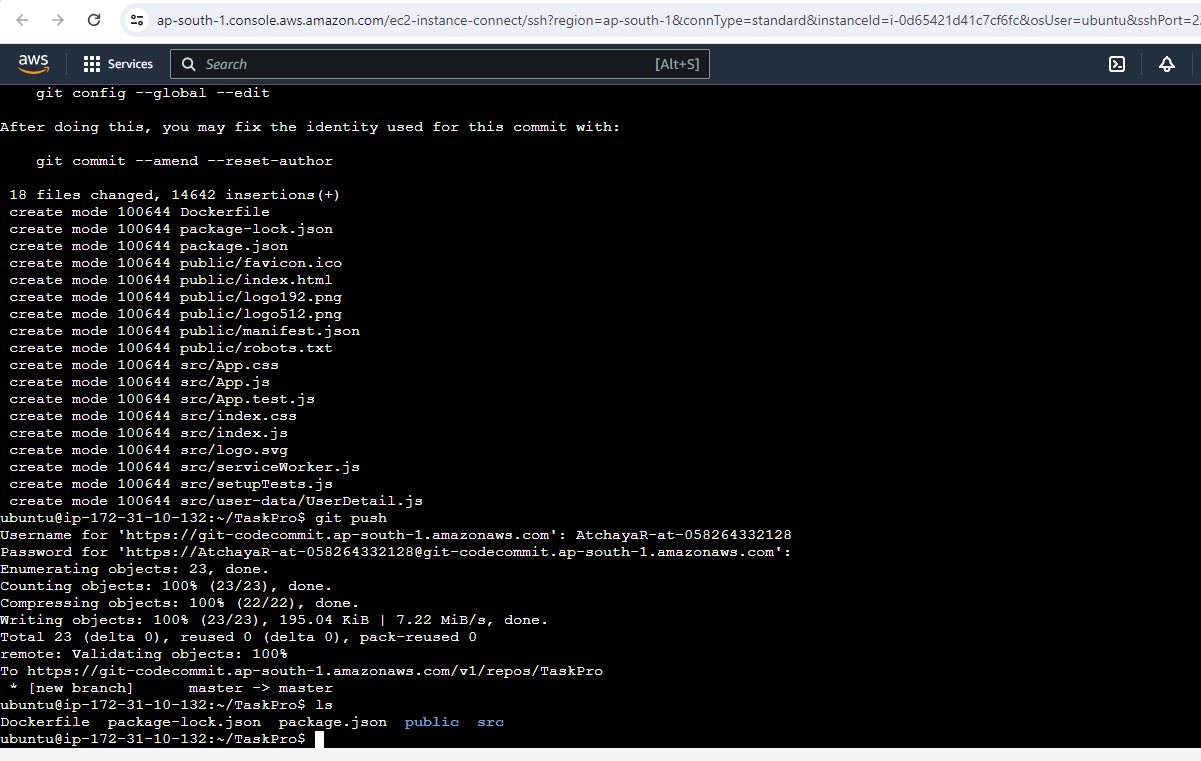 ap-south-1.console.aws.amazon.com/ec2-instance-connect/ssh?region=ap-south-1&connType=standard&instanceId=i-0d65421d41c7cf6fc&osUser=ubuntu&sshPort=2
aws Services Search [Alt+S]
git config --global --edit
After doing this, you may fix the identity used for this commit with:
git commit --amend --reset-author
18 files changed, 14642 insertions(+)
create mode 100644 Dockerfile
create mode 100644 package-lock.json
create mode 100644 package.json
create mode 100644 public/favicon.ico
create mode 100644 public/index.html
create mode 100644 public/logo192.png
create mode 100644 public/logo512.png
create mode 100644 public/manifest.json
create mode 100644 public/robots.txt
create mode 100644 src/App.css
create mode 100644 src/App.js
create mode 100644 src/App.test.js
create mode 100644 src/index.css
create mode 100644 src/index.js
create mode 100644 src/logo.svg
create mode 100644 src/serviceWorker.js
create mode 100644 src/setupTests.js
create mode 100644 src/user-data/UserDetail.js
ubuntu@ip-172-31-10-132:~/TaskPro$ git push
Username for 'https://git-codecommit.ap-south-1.amazonaws.com': AtchayaR-at-058264332128
Password for 'https://AtchayaR-at-058264332128@git-codecommit.ap-south-1.amazonaws.com':
Enumerating objects: 23, done.
Counting objects: 100% (23/23), done.
Compressing objects: 100% (22/22), done.
Writing objects: 100% (23/23), 195.04 KiB | 7.22 MiB/s, done.
Total 23 (delta 0), reused 0 (delta 0), pack-reused 0
remote: Validating objects: 100%
To https://git-codecommit.ap-south-1.amazonaws.com/v1/repos/TaskPro
* [new branch]      master -> master
ubuntu@ip-172-31-10-132:~/TaskPro$ ls
Dockerfile  package-lock.json  package.json  public  src
ubuntu@ip-172-31-10-132:~/TaskPro$